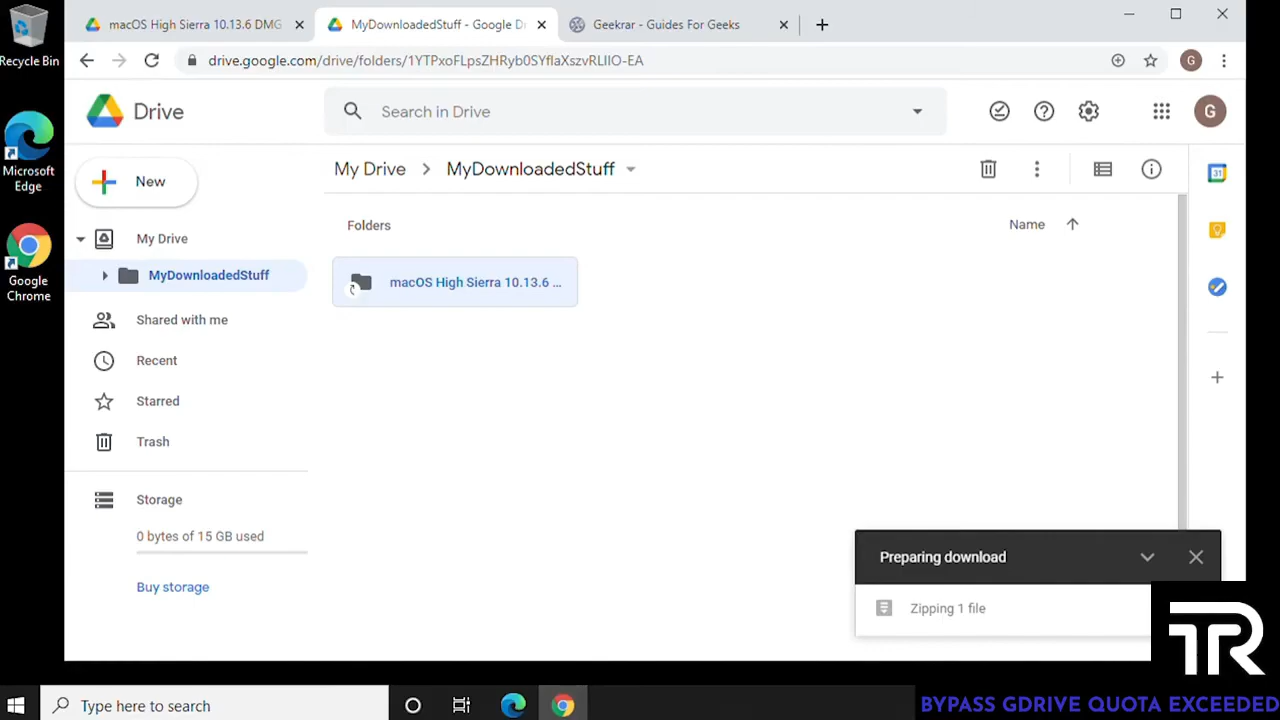 macOS High Sierra 10.13.6 DMG
MyDownloadedStuff - Google Dr
Geekrar - Guides For Geeks
Recycle Bin
drive.google.com/drive/folders/1YTPxoFLpsZHRyb0SYflaXszvRLIIO-EA
G
Drive
Search in Drive
G
Microsoft
Edge
New
My Drive
MyDownloadedStuff
31
Folders
Name
My Drive
MyDownloadedStuff
macOS High Sierra 10.13.6 ...
Google
Chrome
Shared with me
Recent
Starred
Trash
Storage
0 bytes of 15 GB used
Buy storage
Preparing download
Zipping 1 file
TR
Type here to search
BYPASS GDRIVE QUOTA EXCEEDED